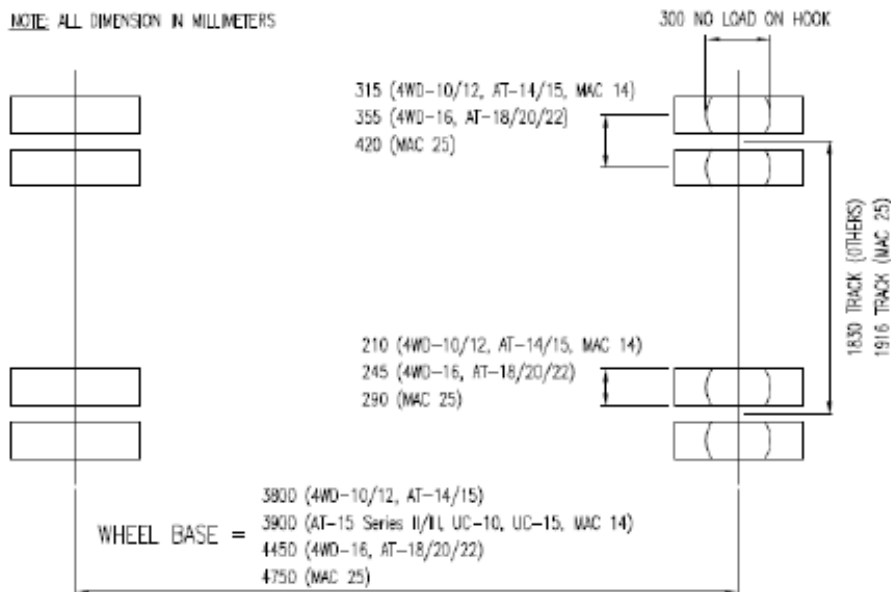 NOTE: ALL DIMENSION IN MILLIMETERS
300 NO LOAD ON HOOK
315 (4WD-10/12, AT-14/15, MAC 14)
355 (4WD-16, AT-18/20/22)
420 (MAC 25)
1830 TRACK (OTHERS)
1916 TRACK (MAC 25)
210 (4WD-10/12, AT-14/15, MAC 14)
245 (4WD-16, AT-18/20/22)
290 (MAC 25)
WHEEL BASE =
3800 (4WD-10/12, AT-14/15)
3900 (AT-15 Series II/III, UC-10, UC-15, MAC 14)
4450 (4WD-16, AT-18/20/22)
4750 (MAC 25)